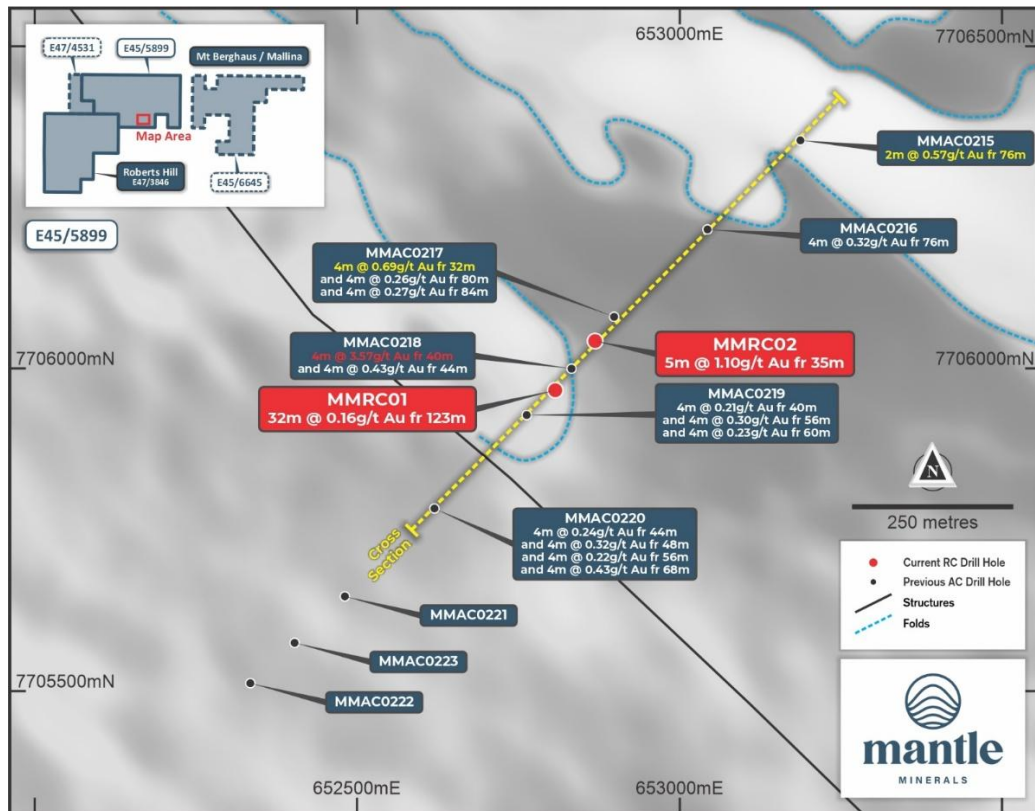 653000mE
7706500mN
E47/4531
E45/5899
Mt Berghaus / Mallina
Map Area
Roberts Hill
E47/3846
E45/6645
E45/5899
MMAC0215
2m @ 0.57g/t Au fr 76m
MMAC0216
4m @ 0.32g/t Au fr 76m
MMAC0217
4m @ 0.69g/t Au fr 32m
and 4m @ 0.26g/t Au fr 80m
and 4m @ 0.27g/t Au fr 84m
7706000mN
MMAC0218
4m @ 3.57g/t Au fr 40m
and 4m @ 0.43g/t Au fr 44m
MMRC02
5m @ 1.10g/t Au fr 35m
7706000mN
MMRC01
32m @ 0.16g/t Au fr 123m
MMAC0219
4m @ 0.21g/t Au fr 40m
and 4m @ 0.30g/t Au fr 56m
and 4m @ 0.23g/t Au fr 60m
N
250 metres
MMAC0220
4m @ 0.24g/t Au fr 44m
and 4m @ 0.32g/t Au fr 48m
and 4m @ 0.22g/t Au fr 56m
and 4m @ 0.43g/t Au fr 68m
Cross
Section
Current RC Drill Hole
Previous AC Drill Hole
Structures
Folds
MMAC0221
MMAC0223
MMAC0222
7705500mN
mantle
MINERALS
652500mE
653000mE